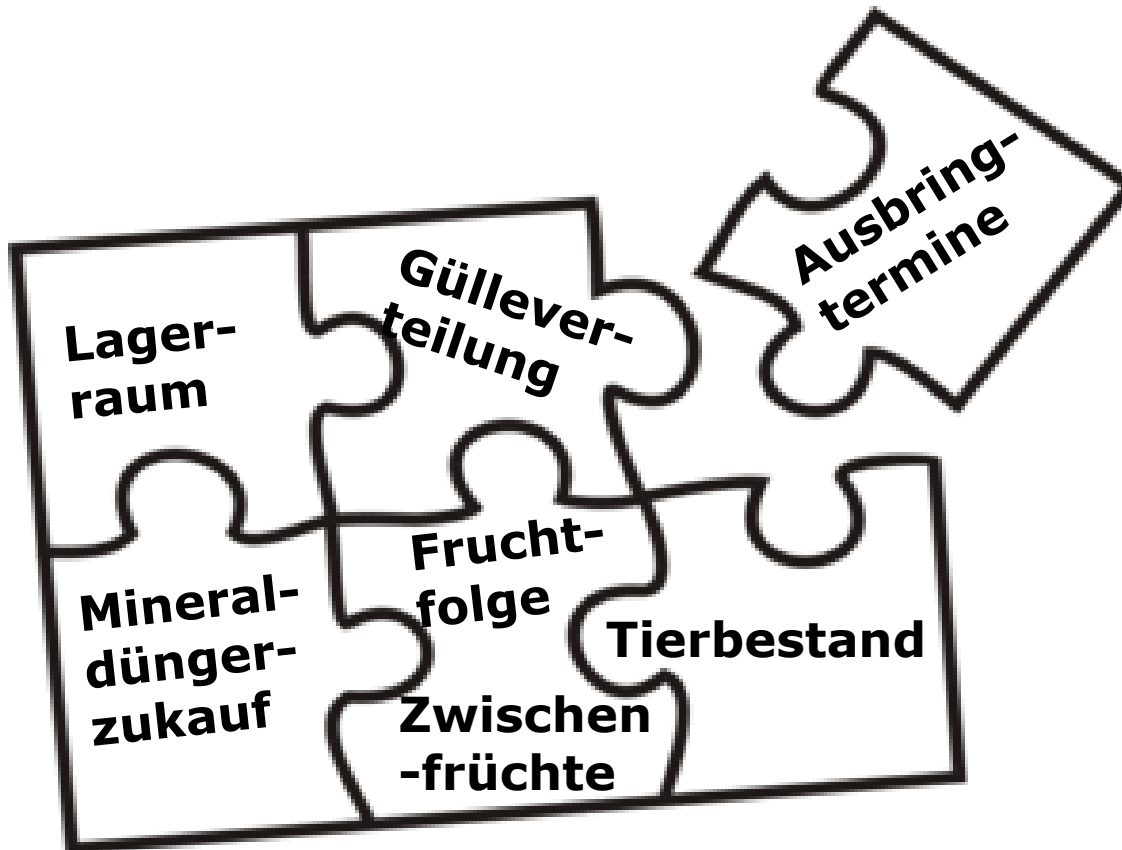 Ausbring-
termine
Güllever-
teilung
Lager-
raum
Frucht-
folge
Mineral-
dünger-
zukauf
Tierbestand
Zwischen
-früchte